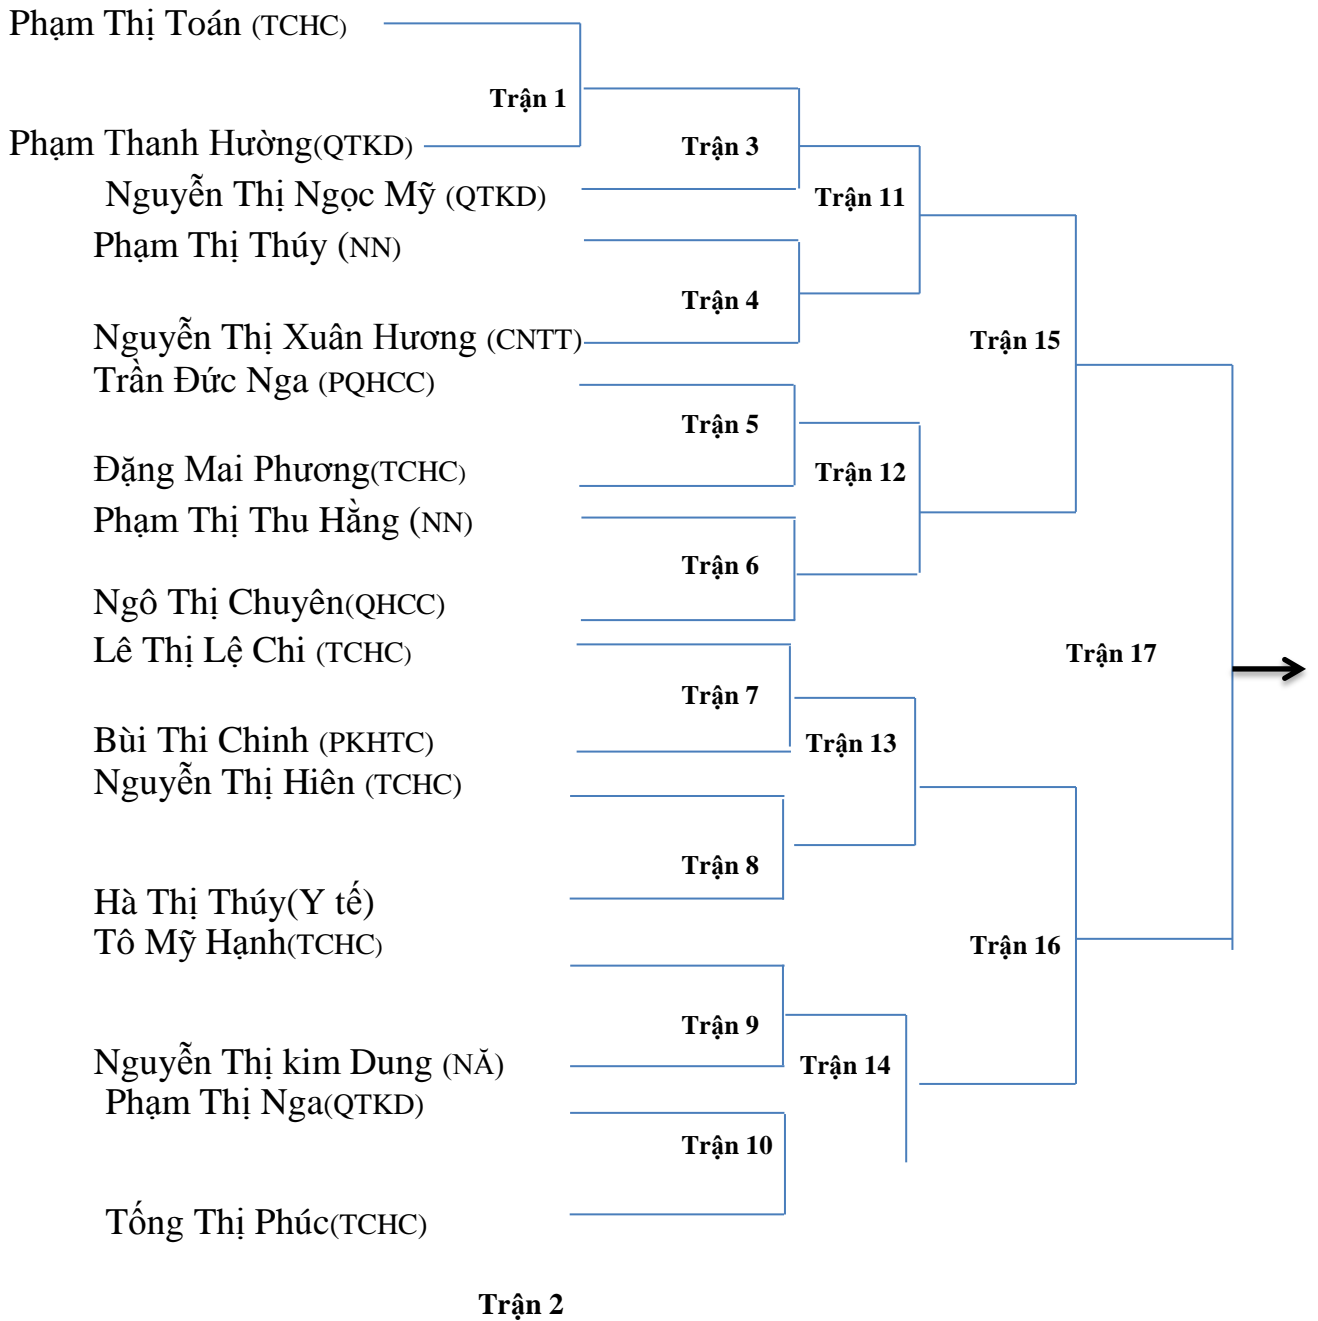 Phạm Thị Toán (TCHC)
Trận 1
Phạm Thanh Hường(QTKD)
Trận 3
Nguyễn Thị Ngọc Mỹ (QTKD)
Trận 11
Phạm Thị Thúy (NN)
Trận 4
Nguyễn Thị Xuân Hương (CNTT)
Trận 15
Trần Đức Nga (PQHCC)
Trận 5
Đặng Mai Phương(TCHC)
Trận 12
Phạm Thị Thu Hằng (NN)
Trận 6
Ngô Thị Chuyên(QHCC)
Lê Thị Lệ Chi (TCHC)
Trận 17
Trận 7
Bùi Thi Chinh (PKHTC)
Trận 13
Nguyễn Thị Hiên (TCHC)
Trận 8
Hà Thị Thúy(Y tế)
Tô Mỹ Hạnh(TCHC)
Trận 16
Trận 9
Nguyễn Thị kim Dung (NĂ)
Trận 14
Phạm Thị Nga(QTKD)
Trận 10
Tống Thị Phúc(TCHC)
Trận 2